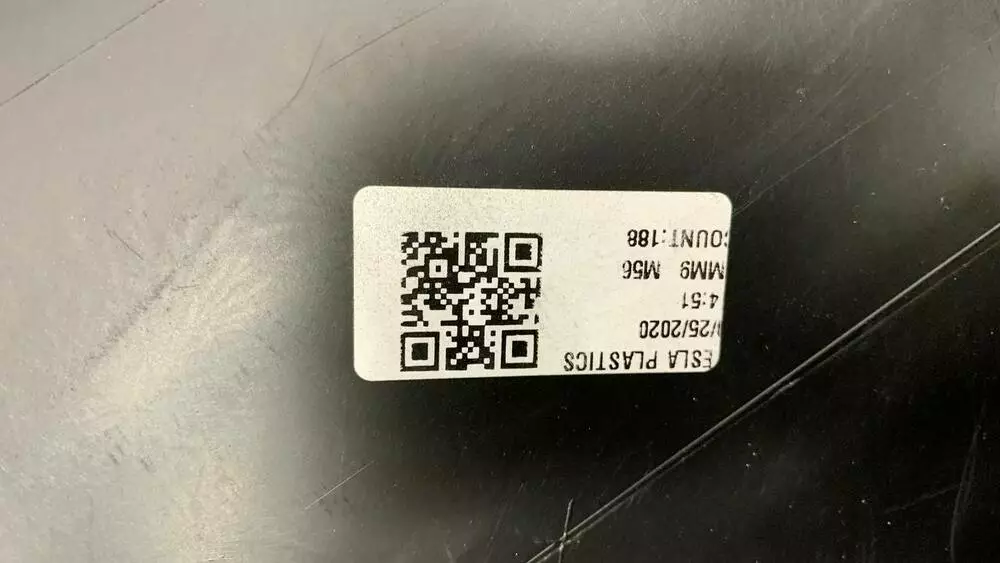 ESLA PLASTICS
/25/2020
4:51
MM9 M56
COUNT:188